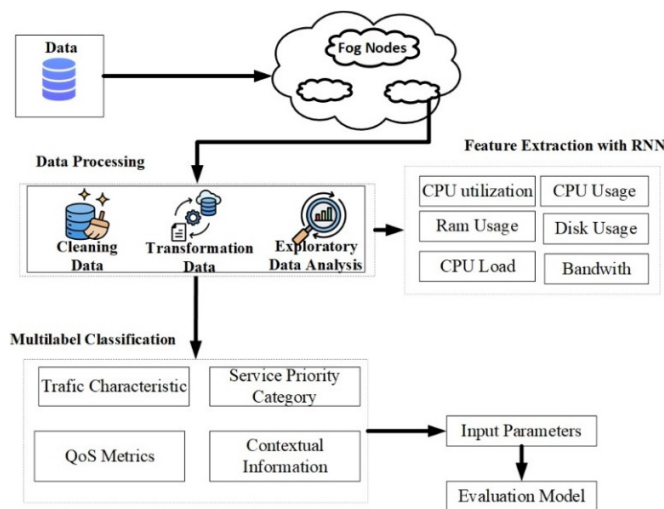 Data
Fog Nodes
Data Processing
Feature Extraction with RNN
Cleaning
Data
Transformation
Data
Exploratory
Data Analysis
CPU utilization
CPU Usage
Ram Usage
Disk Usage
CPU Load
Bandwith
Multilabel Classification
Trafic Characteristic
Service Priority
Category
QoS Metrics
Contextual
Information
Input Parameters
Evaluation Model